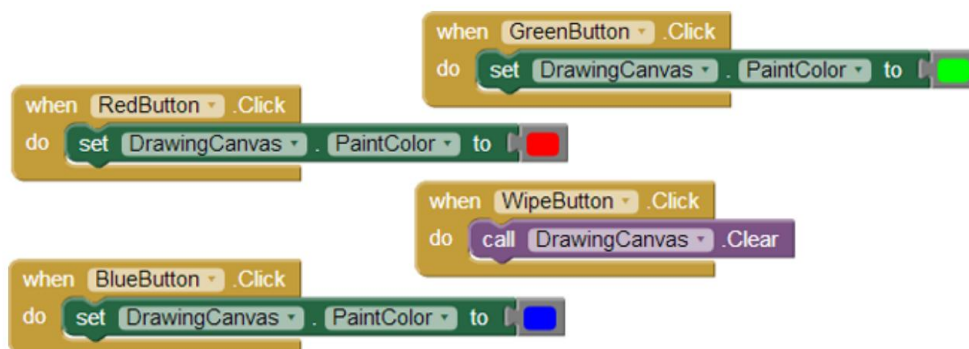 when GreenButton .Click
do set DrawingCanvas . PaintColor to
when RedButton .Click
do set DrawingCanvas . PaintColor to
when WipeButton .Click
do call DrawingCanvas .Clear
when BlueButton .Click
do set DrawingCanvas . PaintColor to